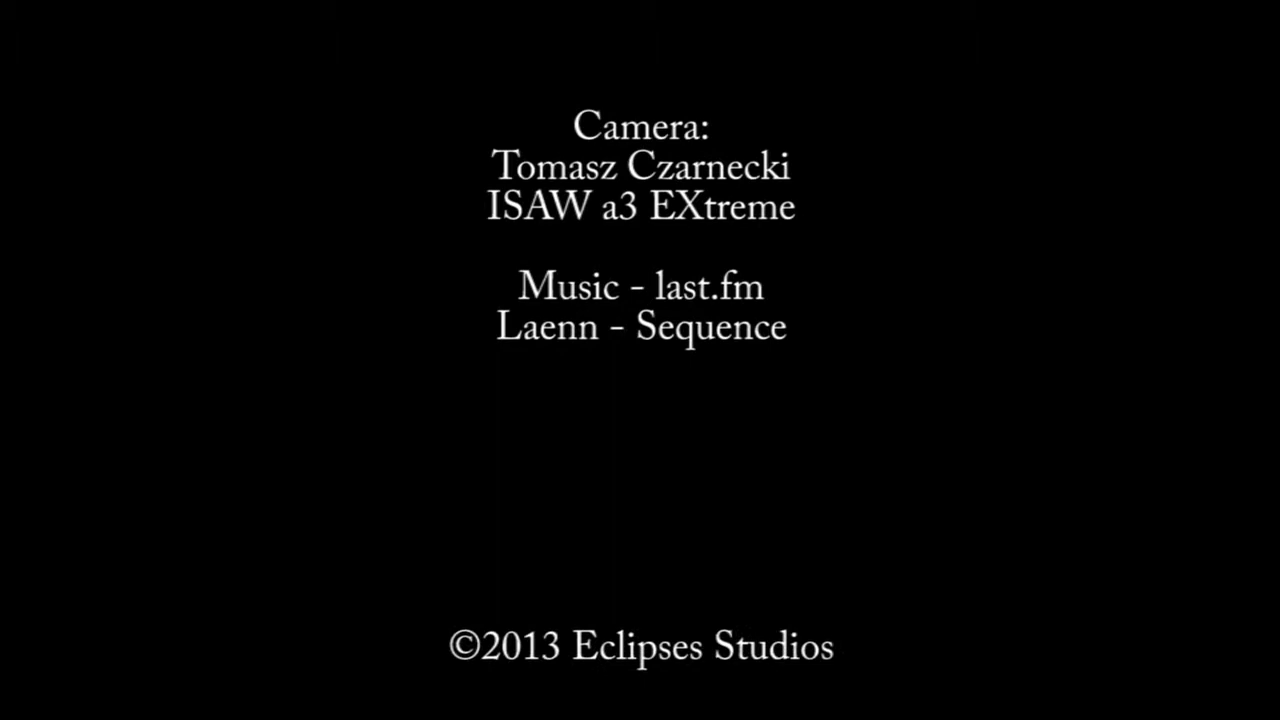 Camera:
Tomasz Czarnecki
ISAW a3 EXtreme
Music - last.fm
Laenn - Sequence
©2013 Eclipses Studios